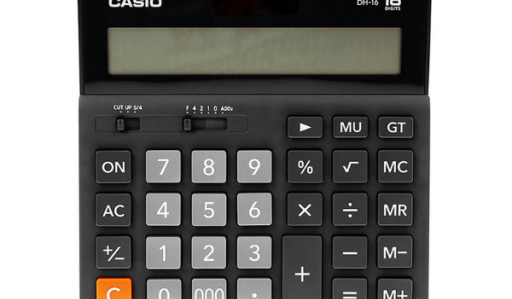 CASIO
DH-16 16
DIGITS
CUT UP 5/4
F 4 2 1 0 ADD2
▶ MU GT
ON 7 8 9 % √ MC
AC 4 5 6 × ÷ MR
+/− 1 2 3 + − M−
C 0 000 · = M+